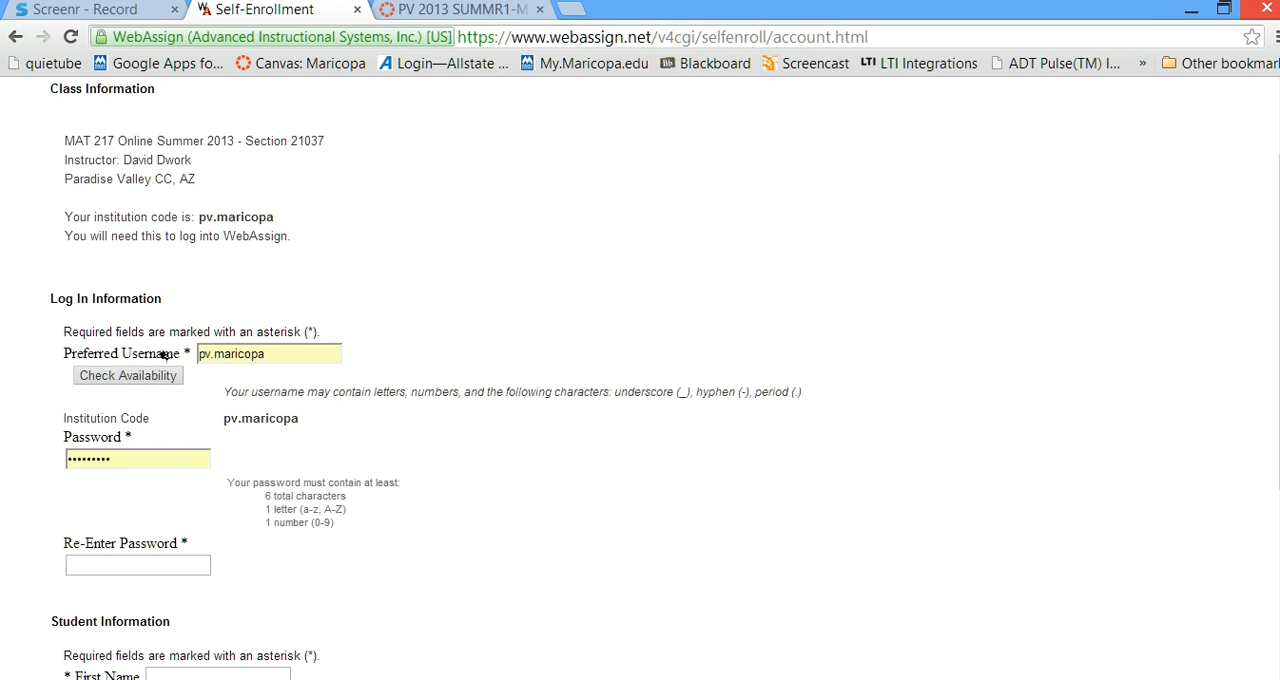 Screenr - Record × Self-Enrollment × PV 2013 SUMMR1-M ×
WebAssign (Advanced Instructional Systems, Inc.) [US] https://www.webassign.net/v4cgi/selfenroll/account.html
quietube Google Apps fo... Canvas: Maricopa Login—Allstate ... My.Maricopa.edu Bb Blackboard Screencast LTI LTI Integrations ADT Pulse(TM) I... » Other bookmar
Class Information
MAT 217 Online Summer 2013 - Section 21037
Instructor: David Dwork
Paradise Valley CC, AZ
Your institution code is: pv.maricopa
You will need this to log into WebAssign.
Log In Information
Required fields are marked with an asterisk (*).
Preferred Username * pv.maricopa
Check Availability
Your username may contain letters, numbers, and the following characters: underscore (_), hyphen (-), period (.)
Institution Code pv.maricopa
Password *
•••••••••
Your password must contain at least:
6 total characters
1 letter (a-z, A-Z)
1 number (0-9)
Re-Enter Password *
Student Information
Required fields are marked with an asterisk (*).
* First Name